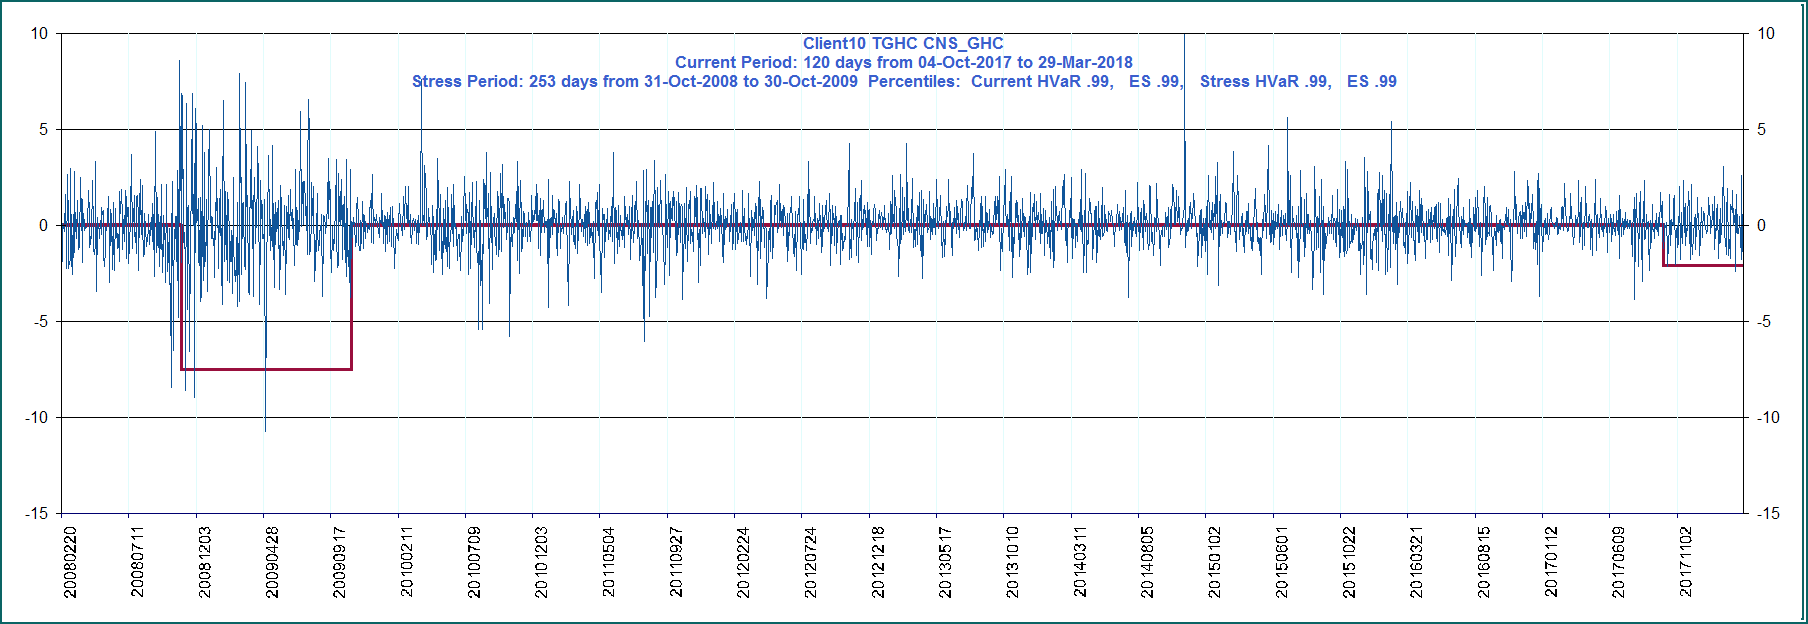 Client10 TGHC CNS_GHC
Current Period: 120 days from 04-Oct-2017 to 29-Mar-2018
Stress Period: 253 days from 31-Oct-2008 to 30-Oct-2009  Percentiles:  Current HVaR .99,   ES .99,   Stress HVaR .99,   ES .99
10 10
5 5
0 0
-5 -5
-10 -10
-15 -15
20080220 20080711 20081203 20090428 20090917 20100211 20100709 20101203 20110504 20110927 20120224 20120724 20121218 20130517 20131010 20140311 20140805 20150102 20150601 20151022 20160321 20160815 20170112 20170609 20171102